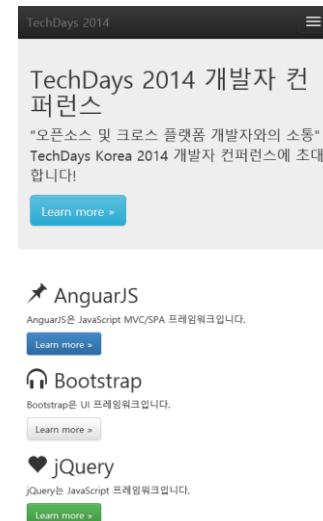 TechDays 2014
TechDays 2014 개발자 컨
퍼런스
"오픈소스 및 크로스 플랫폼 개발자와의 소통"
TechDays Korea 2014 개발자 컨퍼런스에 초대
합니다!
Learn more »
AnguarJS
AnguarJS은 JavaScript MVC/SPA 프레임워크입니다.
Learn more »
Bootstrap
Bootstrap은 UI 프레임워크입니다.
Learn more »
jQuery
jQuery는 JavaScript 프레임워크입니다.
Learn more »